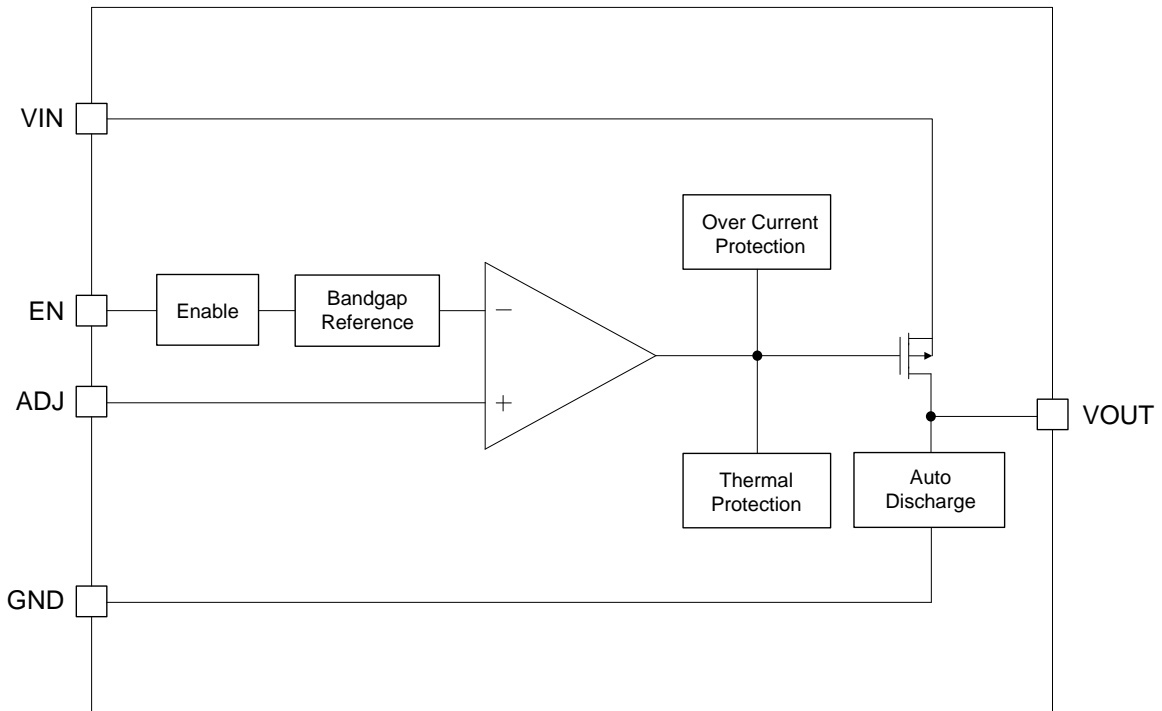 VIN
Over Current
Protection
EN
Enable
Bandgap
Reference
−
ADJ
+
VOUT
Thermal
Protection
Auto
Discharge
GND